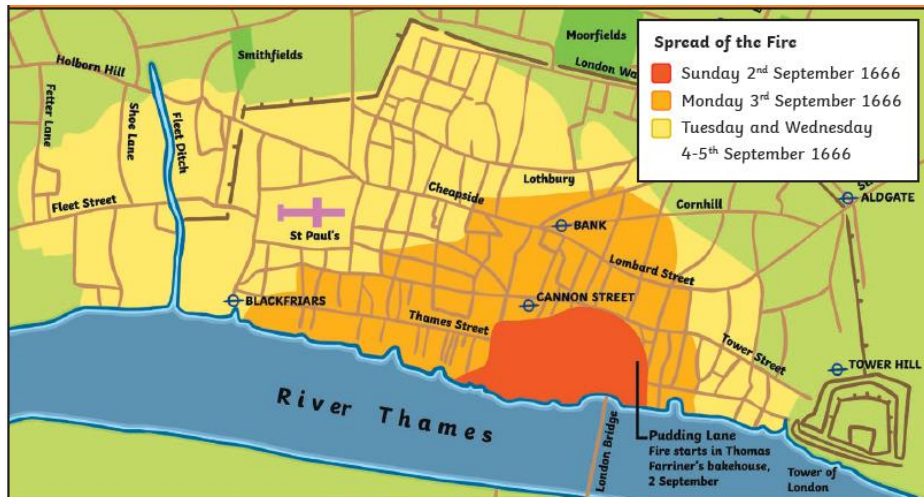 Moorfields
Smithfields
Holborn Hill
London Wa
Fetter Lane
Shoe Lane
Fleet Ditch
Spread of the Fire
Sunday 2nd September 1666
Monday 3rd September 1666
Tuesday and Wednesday
4-5th September 1666
Lothbury
Cheapside
Cornhill
ALDGATE
Fleet Street
St Paul's
BANK
Lombard Street
BLACKFRIARS
CANNON STREET
Thames Street
Tower Street
TOWER HILL
River Thames
London Bridge
Pudding Lane
Fire starts in Thomas
Farriner's bakehouse,
2 September
Tower of
London